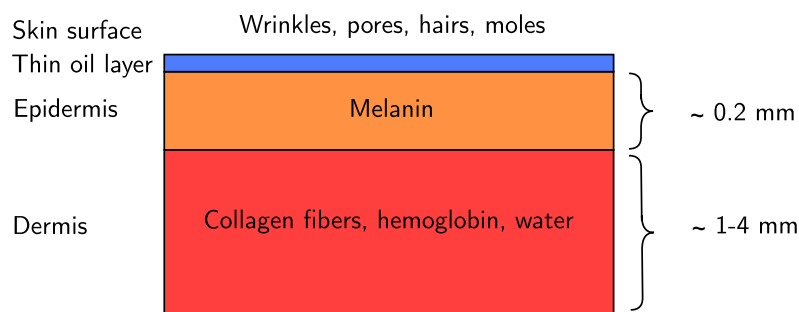 Skin surface
Wrinkles, pores, hairs, moles
Thin oil layer
Epidermis
Melanin
~ 0.2 mm
Dermis
Collagen fibers, hemoglobin, water
~ 1-4 mm